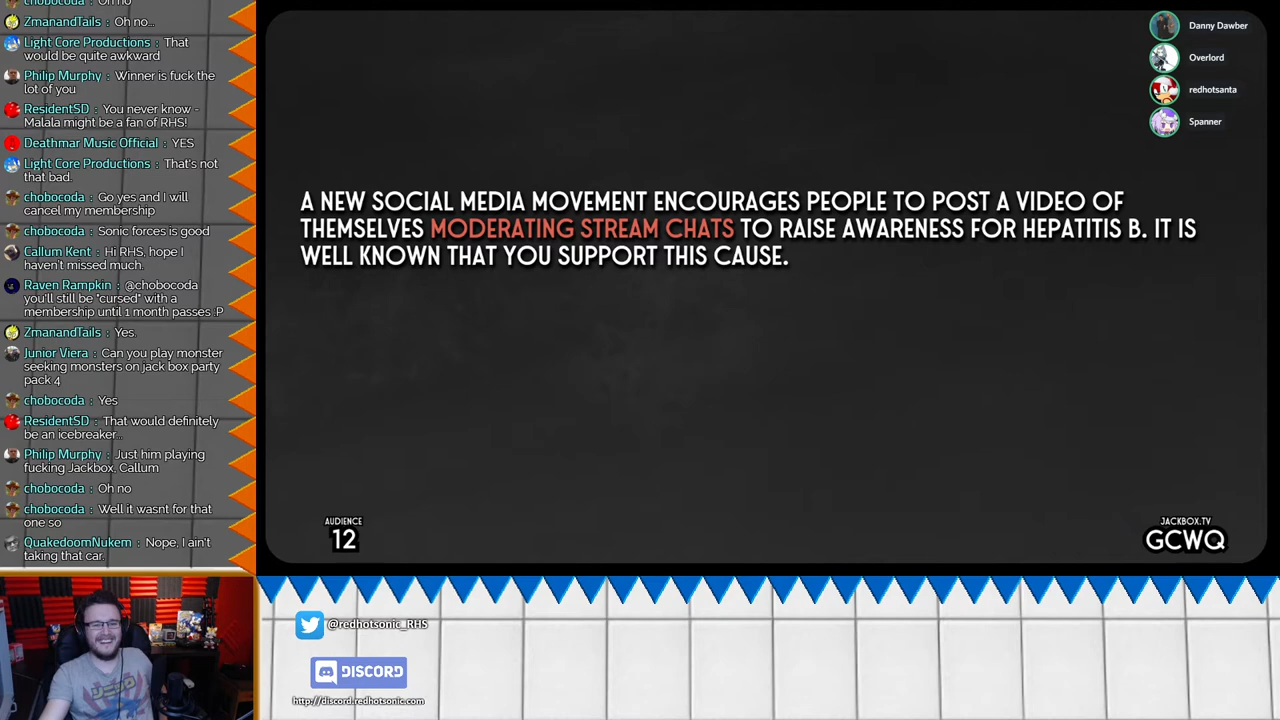 chobocoda : Oh no
ZmanandTails : Oh no...
Light Core Productions : That
would be quite awkward
Philip Murphy : Winner is fuck the
lot of you
ResidentSD : You never know -
Malala might be a fan of RHS!
Deathmar Music Official : YES
Light Core Productions : That's not
that bad.
chobocoda : Go yes and I will
cancel my membership
chobocoda : Sonic forces is good
Callum Kent : Hi RHS, hope I
haven't missed much.
Raven Rampkin : @chobocoda
you'll still be "cursed" with a
membership until 1 month passes :P
ZmanandTails : Yes.
Junior Viera : Can you play monster
seeking monsters on jack box party
pack 4
chobocoda : Yes
ResidentSD : That would definitely
be an icebreaker...
Philip Murphy : Just him playing
fucking Jackbox, Callum
chobocoda : Oh no
chobocoda : Well it wasnt for that
one so
QuakedoomNukem : Nope, I ain't
taking that car.
Danny Dawber
Overlord
redhotsanta
Spanner
A NEW SOCIAL MEDIA MOVEMENT ENCOURAGES PEOPLE TO POST A VIDEO OF
THEMSELVES MODERATING STREAM CHATS TO RAISE AWARENESS FOR HEPATITIS B. IT IS
WELL KNOWN THAT YOU SUPPORT THIS CAUSE.
AUDIENCE
12
JACKBOX.TV
GCWQ
@redhotsonic_RHS
DISCORD
http://discord.redhotsonic.com